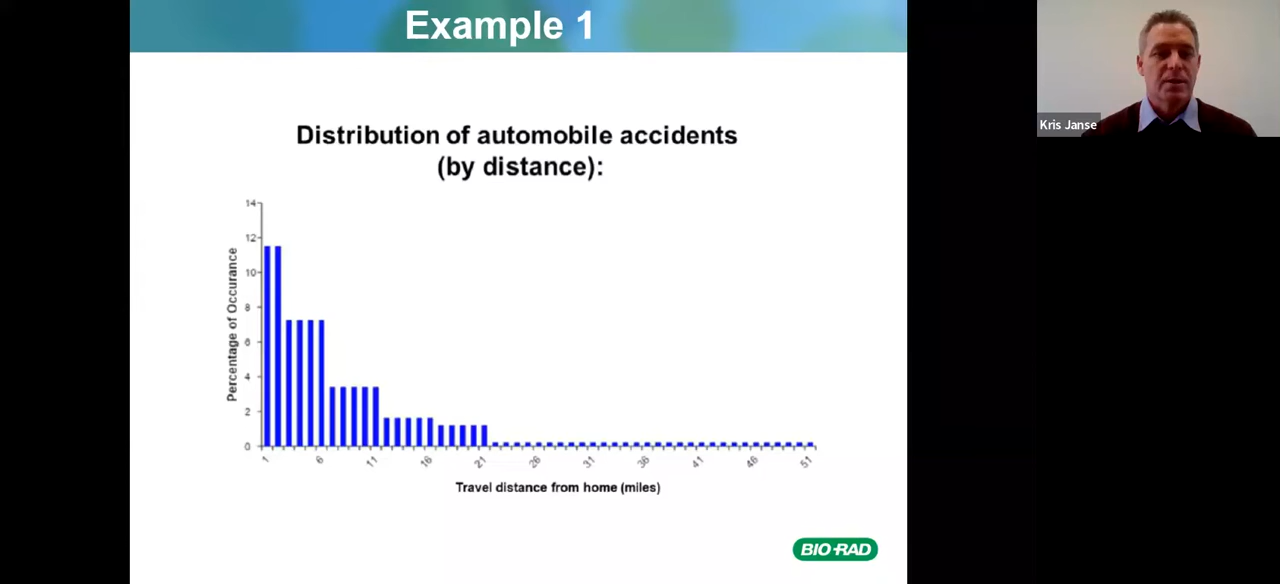 Example 1
Kris Janse
Distribution of automobile accidents
(by distance):
Percentage of Occurance
14
12
10
8
6
4
2
0
1 6 11 16 21 26 31 36 41 46 51
Travel distance from home (miles)
BIO-RAD